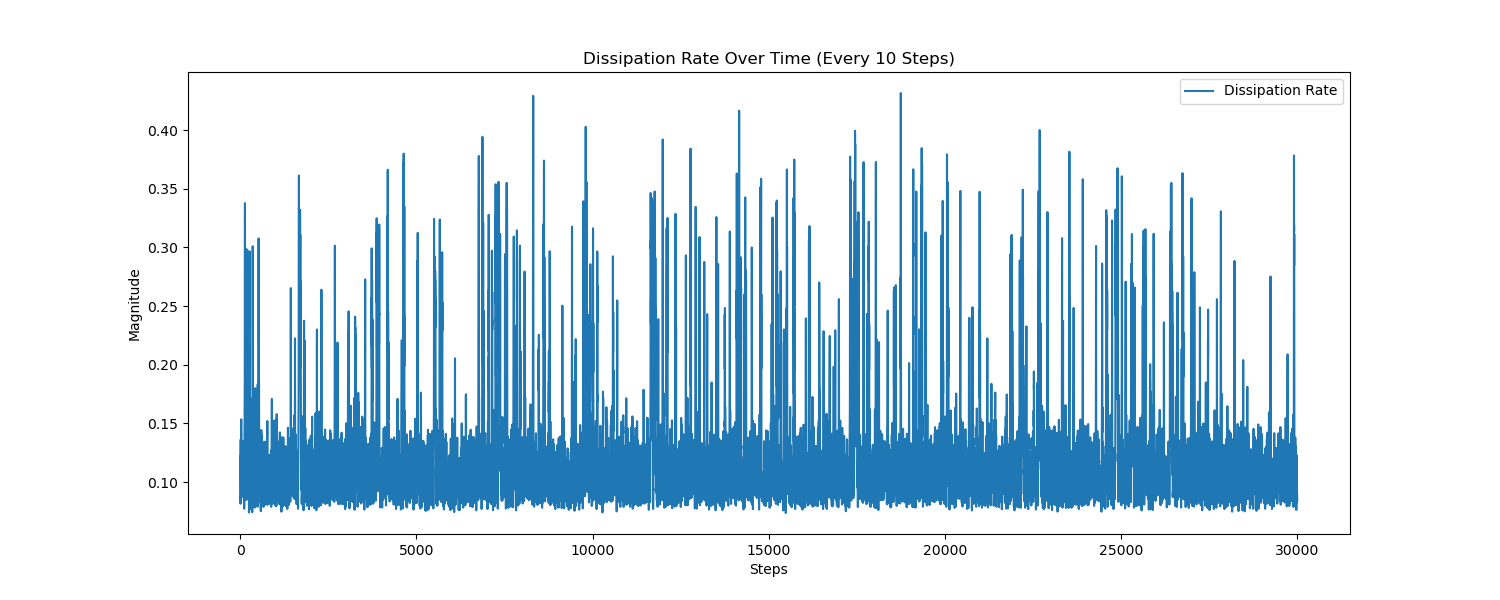 Dissipation Rate Over Time (Every 10 Steps)
Dissipation Rate
Magnitude
0.40
0.35
0.30
0.25
0.20
0.15
0.10
0 5000 10000 15000 20000 25000 30000
Steps